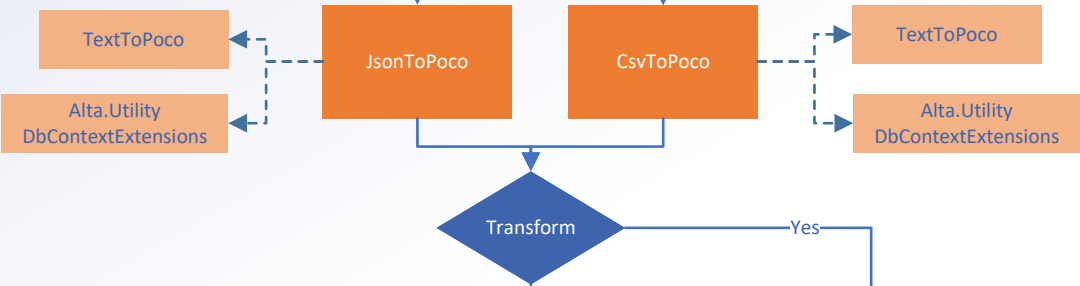 TextToPoco
JsonToPoco
CsvToPoco
TextToPoco
Alta.Utility
DbContextExtensions
Alta.Utility
DbContextExtensions
Transform
Yes